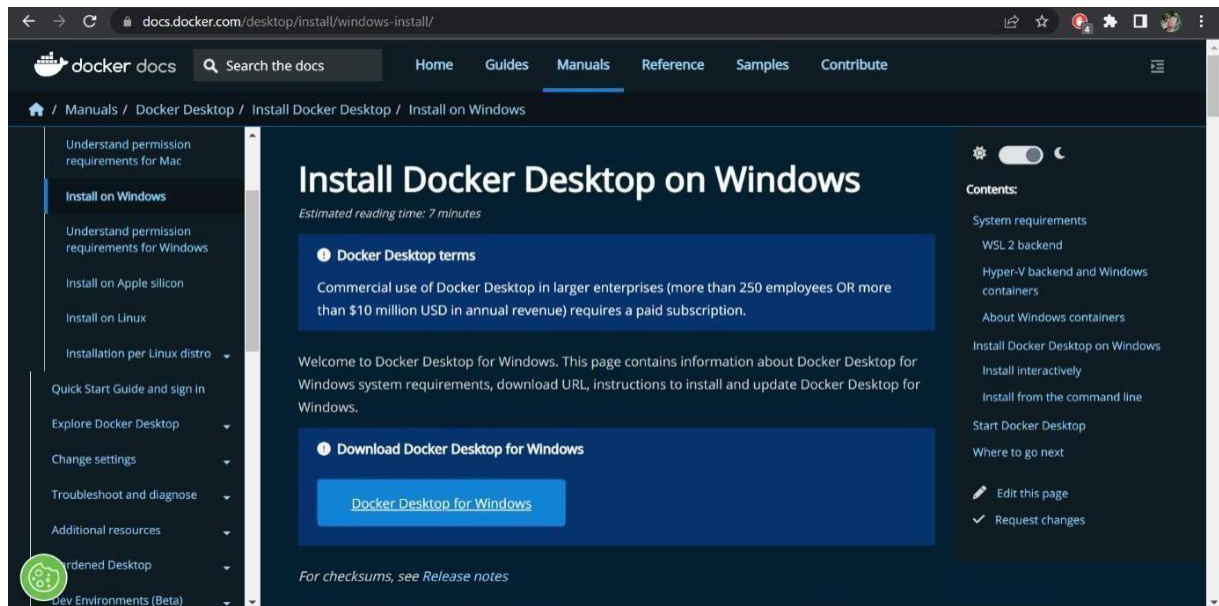 docs.docker.com/desktop/install/windows-install/
4
docker docs
Search the docs
Home
Guides
Manuals
Reference
Samples
Contribute
/ Manuals / Docker Desktop / Install Docker Desktop / Install on Windows
Understand permission
requirements for Mac
Install on Windows
Understand permission
requirements for Windows
Install on Apple silicon
Install on Linux
Installation per Linux distro
Quick Start Guide and sign in
Explore Docker Desktop
Change settings
Troubleshoot and diagnose
Additional resources
rdened Desktop
Dev Environments (Beta)
Install Docker Desktop on Windows
Estimated reading time: 7 minutes
Docker Desktop terms
Commercial use of Docker Desktop in larger enterprises (more than 250 employees OR more
than $10 million USD in annual revenue) requires a paid subscription.
Welcome to Docker Desktop for Windows. This page contains information about Docker Desktop for
Windows system requirements, download URL, instructions to install and update Docker Desktop for
Windows.
Download Docker Desktop for Windows
Docker Desktop for Windows
For checksums, see Release notes
Contents:
System requirements
WSL 2 backend
Hyper-V backend and Windows
containers
About Windows containers
Install Docker Desktop on Windows
Install interactively
Install from the command line
Start Docker Desktop
Where to go next
Edit this page
Request changes